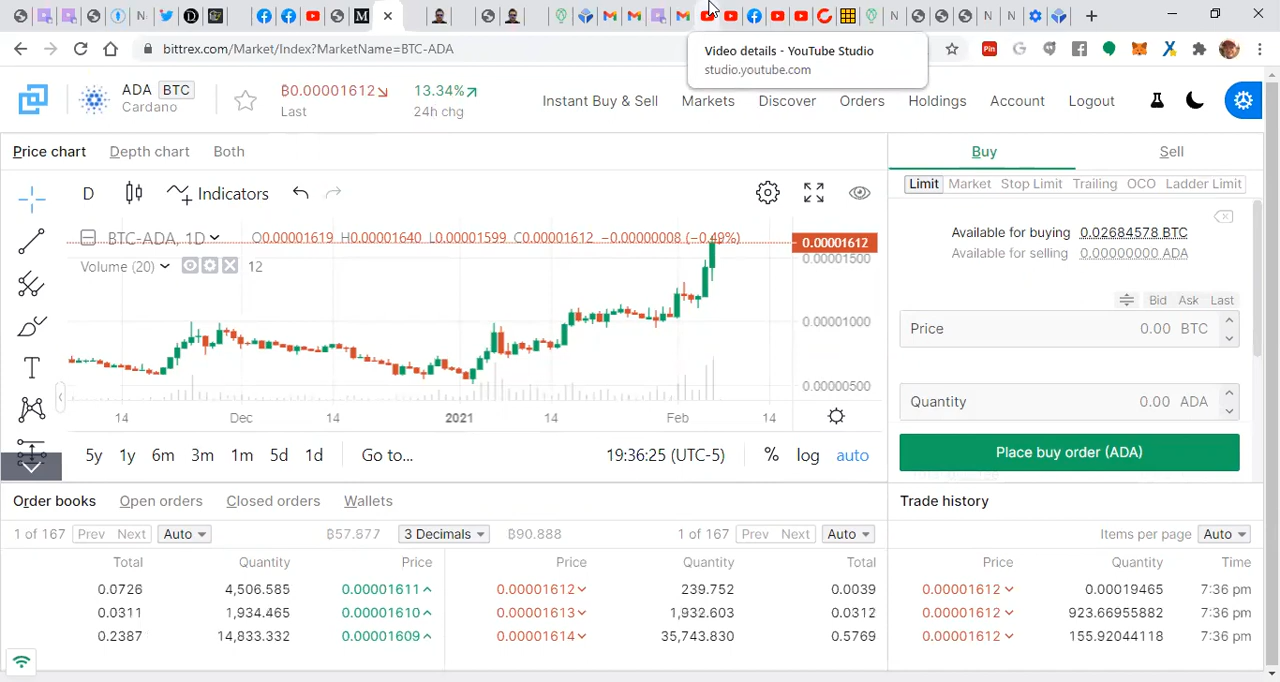 Video details - YouTube Studio
studio.youtube.com
bittrex.com/Market/Index?MarketName=BTC-ADA
ADA BTC
Cardano
฿0.00001612
Last
13.34%
24h chg
Instant Buy & Sell Markets Discover Orders Holdings Account Logout
Price chart Depth chart Both
Buy Sell
Limit Market Stop Limit Trailing OCO Ladder Limit
D Indicators
BTC-ADA, 1D O0.00001619 H0.00001640 L0.00001599 C0.00001612 −0.00000008 (−0.49%)
0.00001612
Volume (20) 12
0.00001500
0.00001000
0.00000500
14 Dec 14 2021 14 Feb 14
5y 1y 6m 3m 1m 5d 1d Go to... 19:36:25 (UTC-5) % log auto
Available for buying 0.02684578 BTC
Available for selling 0.00000000 ADA
Bid Ask Last
Price 0.00 BTC
Quantity 0.00 ADA
Place buy order (ADA)
Order books Open orders Closed orders Wallets
1 of 167 Prev Next Auto ฿57.677 3 Decimals ฿90.888 1 of 167 Prev Next Auto
Total Quantity Price Price Quantity Total
0.0726 4,506.585 0.00001611 0.00001612 239.752 0.0039
0.0311 1,934.465 0.00001610 0.00001613 1,932.603 0.0312
0.2387 14,833.332 0.00001609 0.00001614 35,743.830 0.5769
Trade history
Items per page Auto
Price Quantity Time
0.00001612 0.00019465 7:36 pm
0.00001612 923.66955882 7:36 pm
0.00001612 155.92044118 7:36 pm